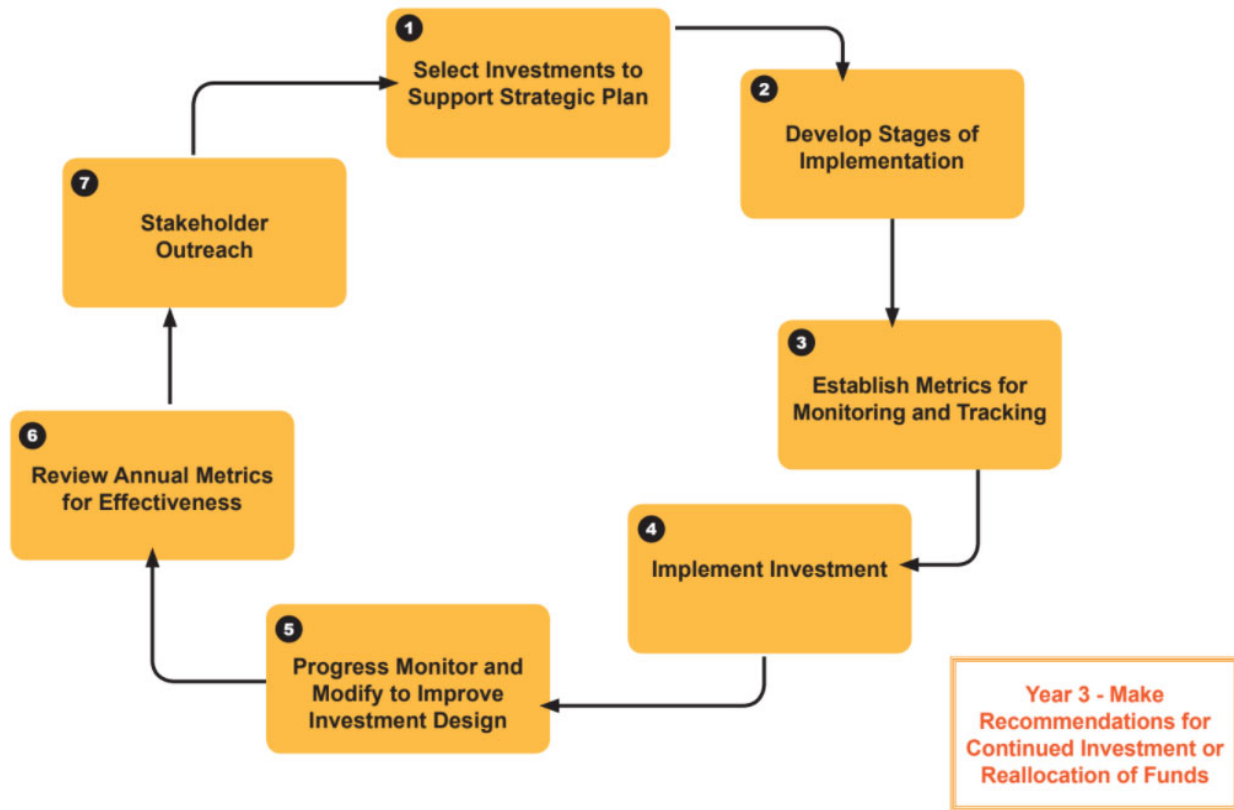 1
Select Investments to
Support Strategic Plan
2
Develop Stages of
Implementation
3
Establish Metrics for
Monitoring and Tracking
4
Implement Investment
5
Progress Monitor and
Modify to Improve
Investment Design
6
Review Annual Metrics
for Effectiveness
7
Stakeholder
Outreach
Year 3 - Make
Recommendations for
Continued Investment or
Reallocation of Funds